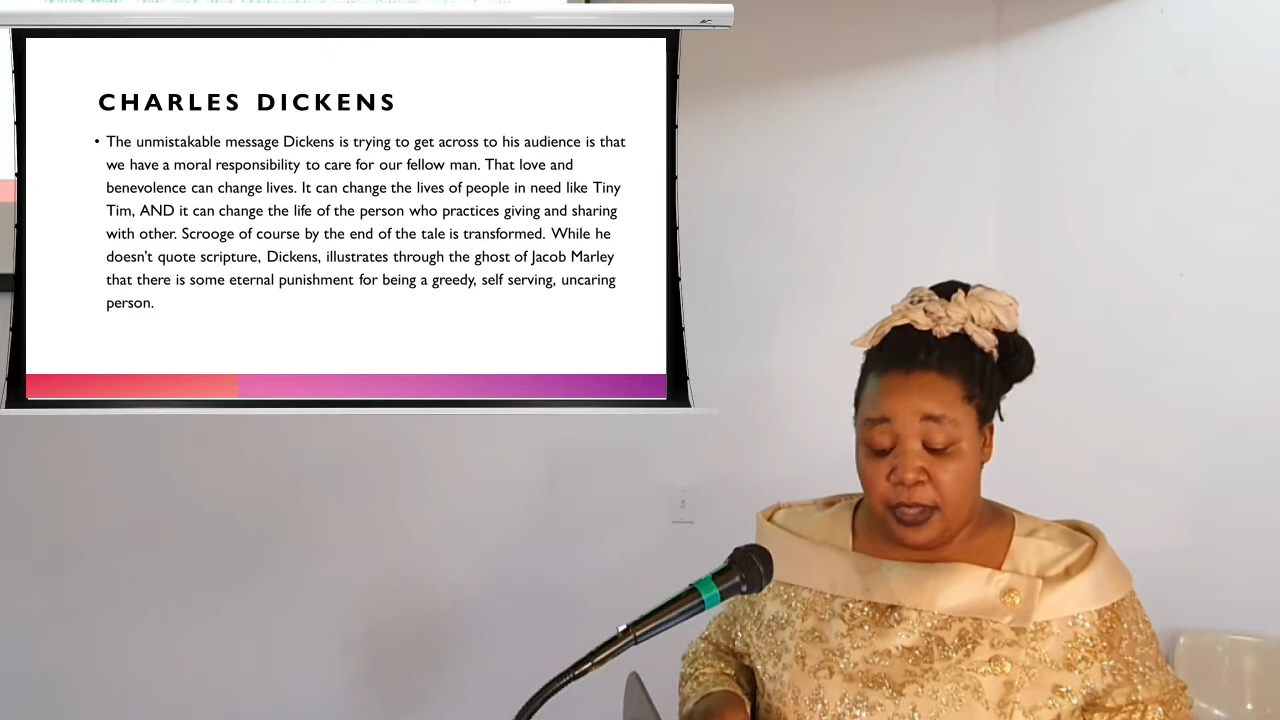 CHARLES DICKENS
• The unmistakable message Dickens is trying to get across to his audience is that
we have a moral responsibility to care for our fellow man. That love and
benevolence can change lives. It can change the lives of people in need like Tiny
Tim, AND it can change the life of the person who practices giving and sharing
with other. Scrooge of course by the end of the tale is transformed. While he
doesn’t quote scripture, Dickens, illustrates through the ghost of Jacob Marley
that there is some eternal punishment for being a greedy, self serving, uncaring
person.